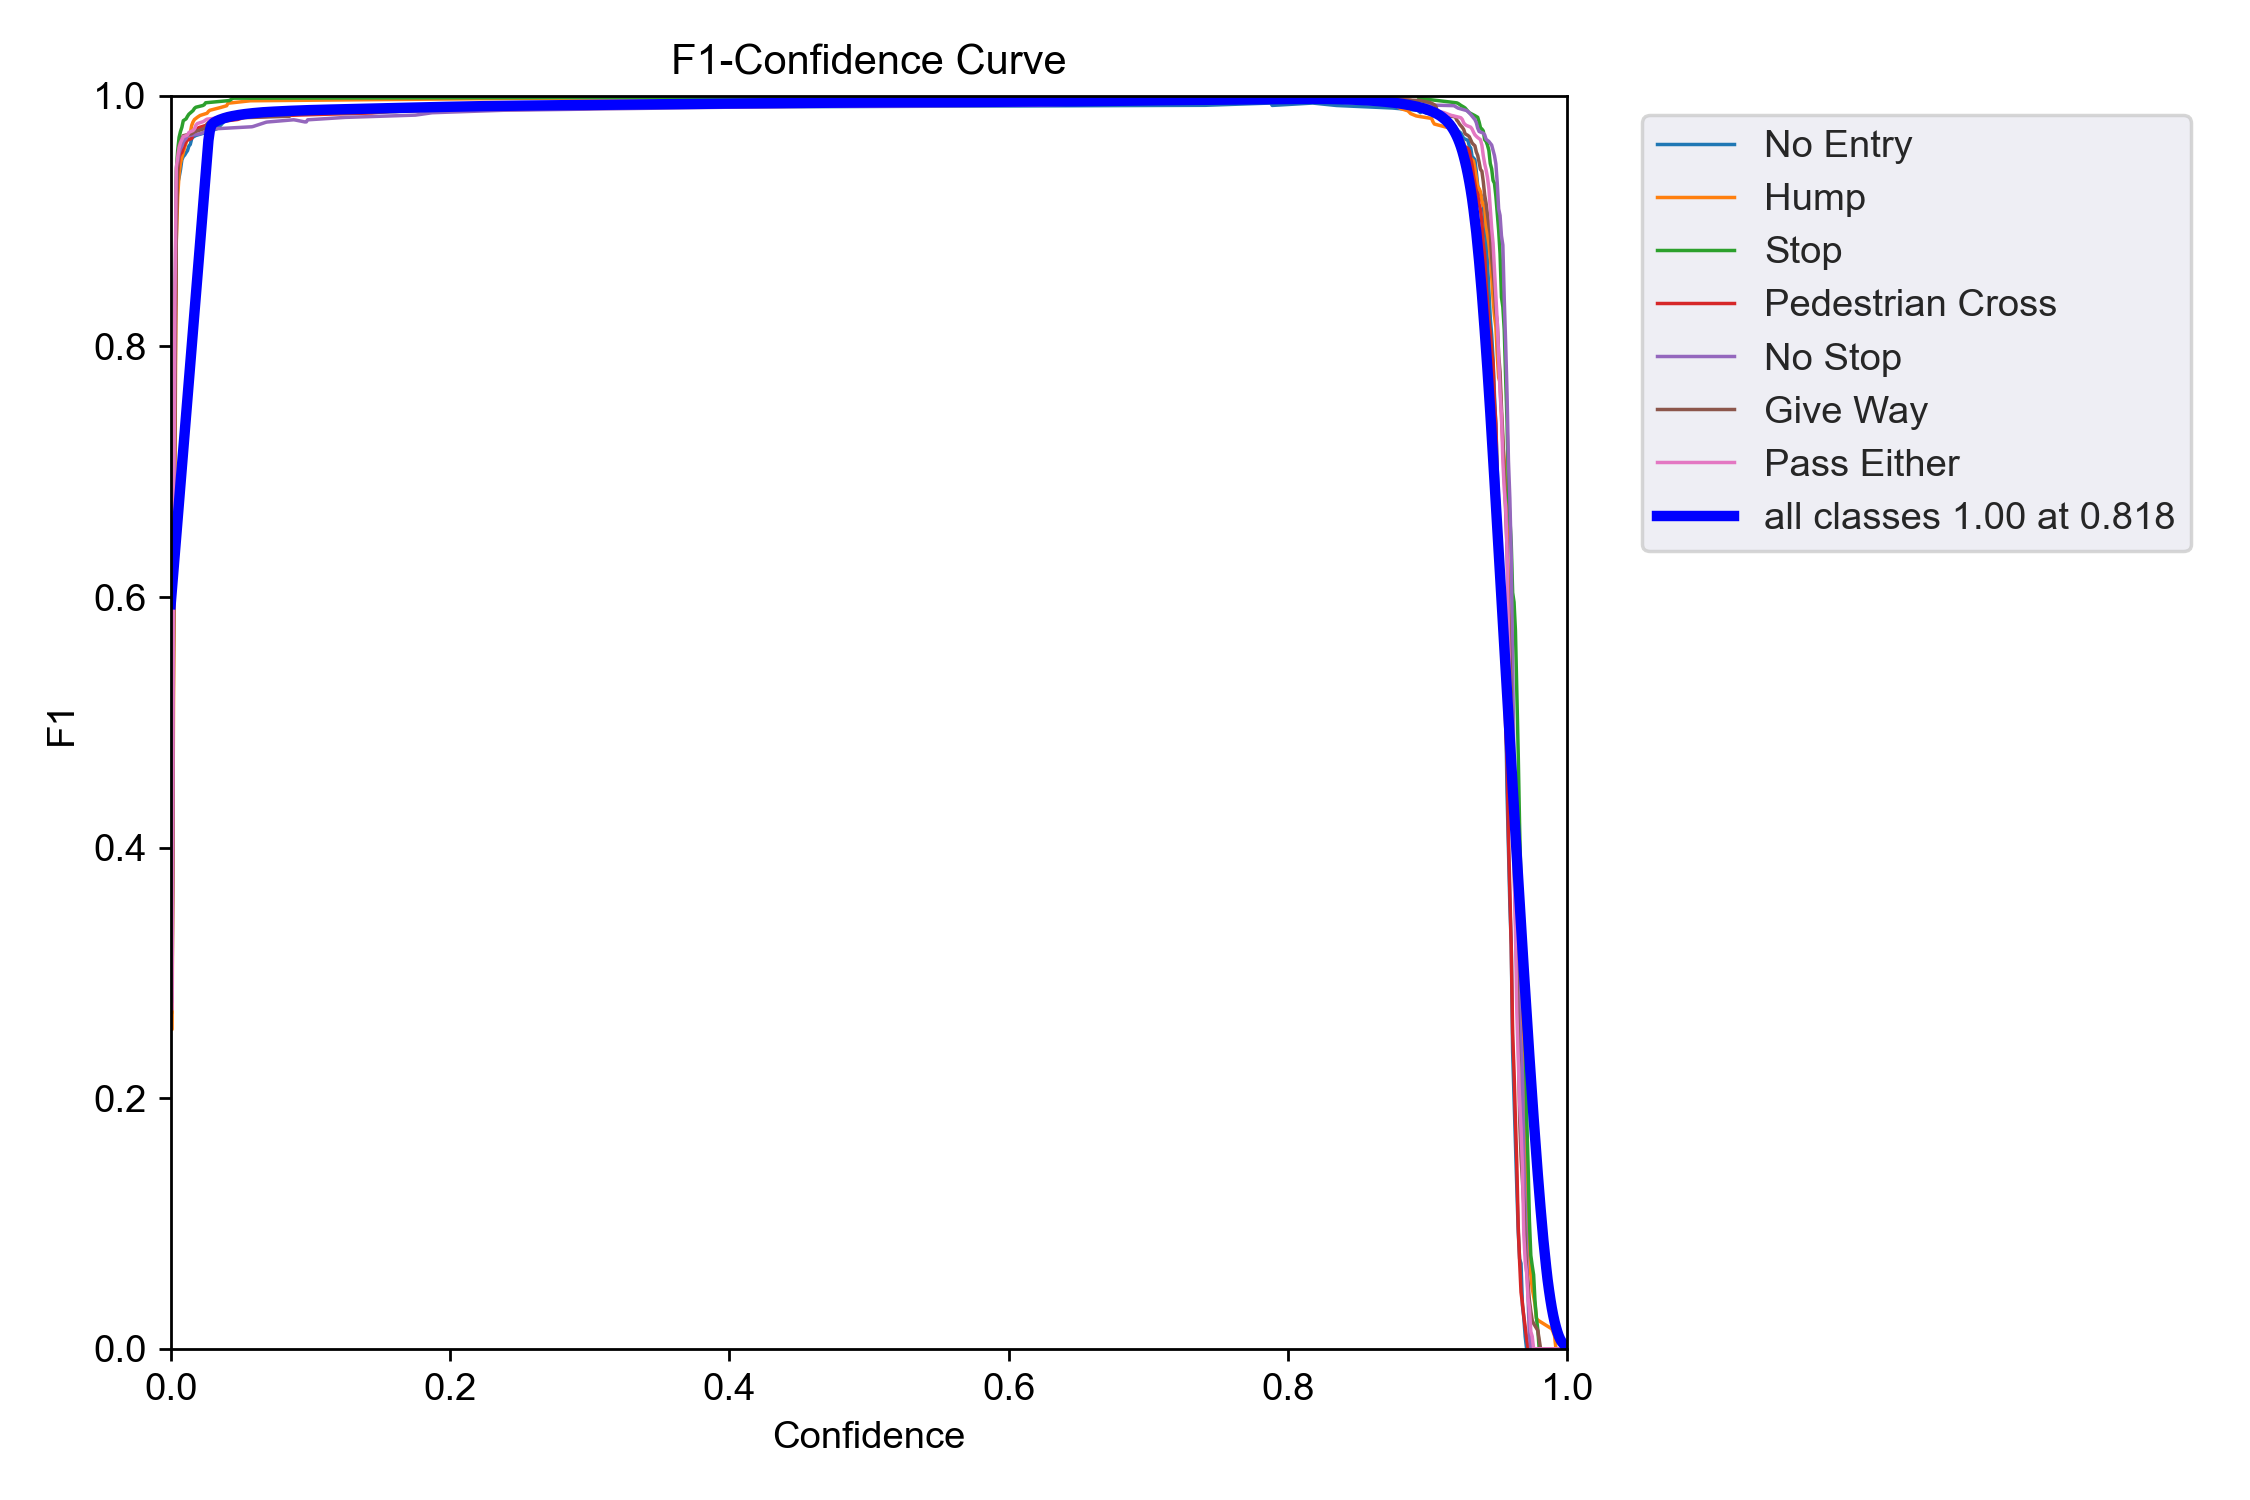 F1-Confidence Curve
1.0
0.8
0.6
0.4
0.2
0.0
F1
0.0 0.2 0.4 0.6 0.8 1.0
Confidence
No Entry
Hump
Stop
Pedestrian Cross
No Stop
Give Way
Pass Either
all classes 1.00 at 0.818